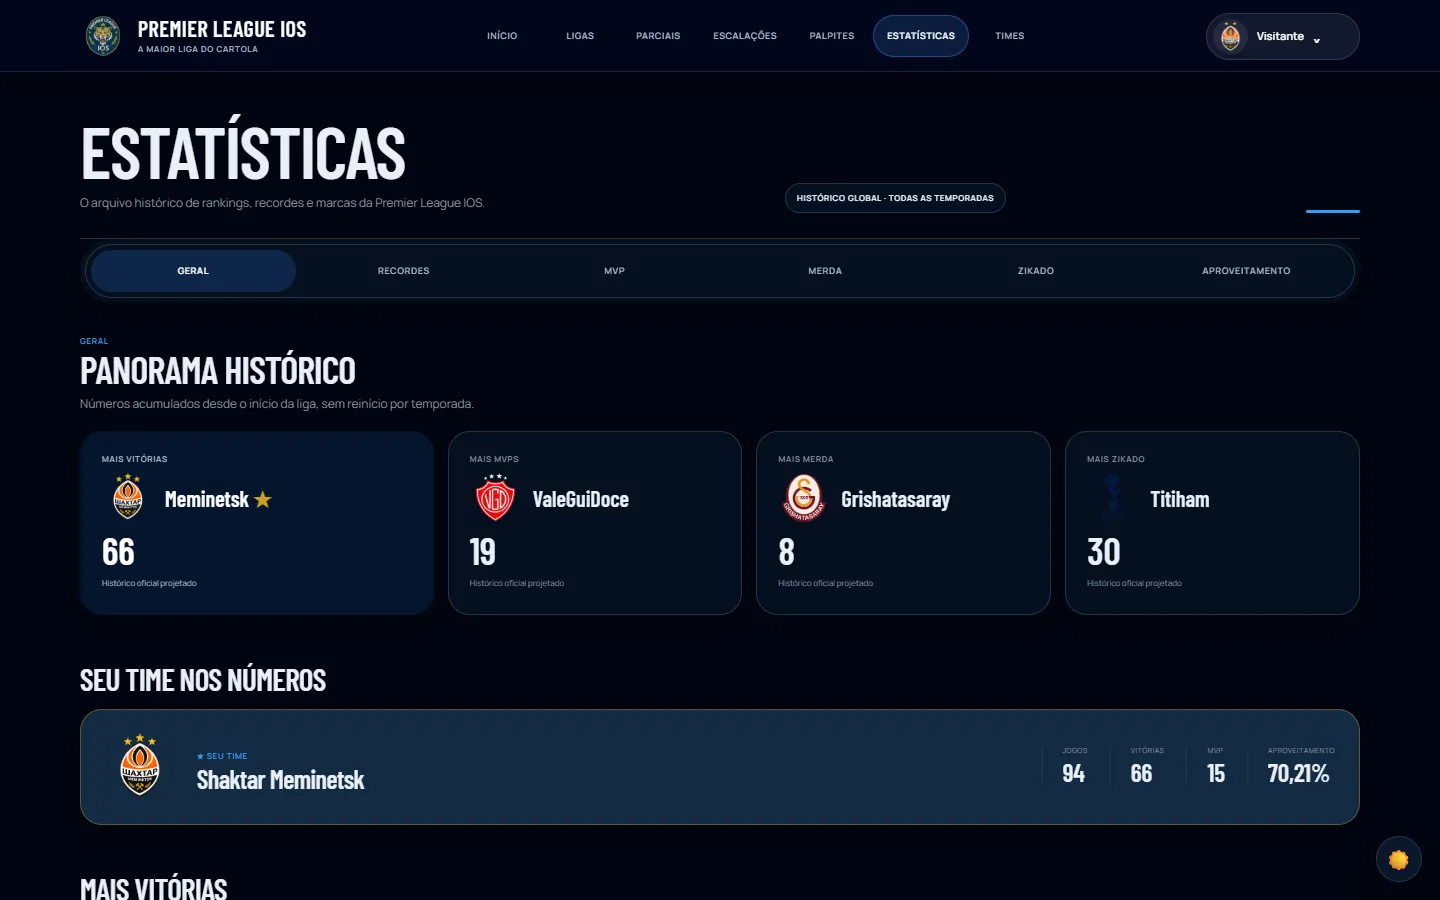 PREMIER LEAGUE IOS
A MAIOR LIGA DO CARTOLA
INÍCIO
LIGAS
PARCIAIS
ESCALAÇÕES
PALPITES
ESTATÍSTICAS
TIMES
Visitante
ESTATÍSTICAS
O arquivo histórico de rankings, recordes e marcas da Premier League IOS.
HISTÓRICO GLOBAL · TODAS AS TEMPORADAS
GERAL
RECORDES
MVP
MERDA
ZIKADO
APROVEITAMENTO
GERAL
PANORAMA HISTÓRICO
Números acumulados desde o início da liga, sem reinício por temporada.
MAIS VITÓRIAS
Meminetsk ★
66
Histórico oficial projetado
MAIS MVPS
VGD
ValeGuiDoce
19
Histórico oficial projetado
MAIS MERDA
Grishatasaray
8
Histórico oficial projetado
MAIS ZIKADO
Titiham
30
Histórico oficial projetado
SEU TIME NOS NÚMEROS
ШАХТАР
★ SEU TIME
Shaktar Meminetsk
JOGOS
94
VITÓRIAS
66
MVP
15
APROVEITAMENTO
70,21%
MAIS VITÓRIAS